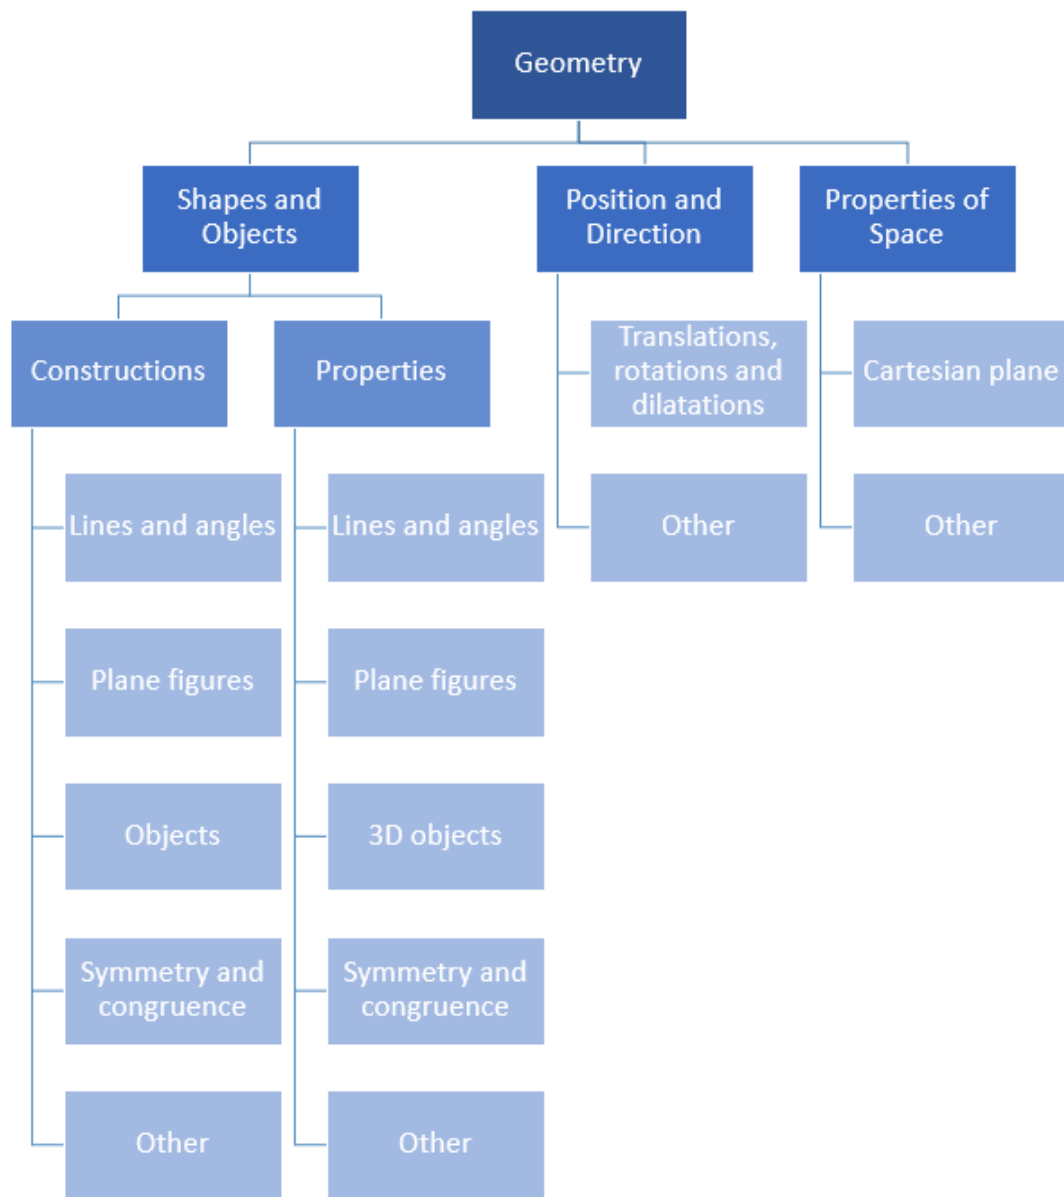 Geometry
Shapes and
Objects
Position and
Direction
Properties of
Space
Constructions
Properties
Translations,
rotations and
dilatations
Cartesian plane
Lines and angles
Lines and angles
Other
Other
Plane figures
Plane figures
Objects
3D objects
Symmetry and
congruence
Symmetry and
congruence
Other
Other